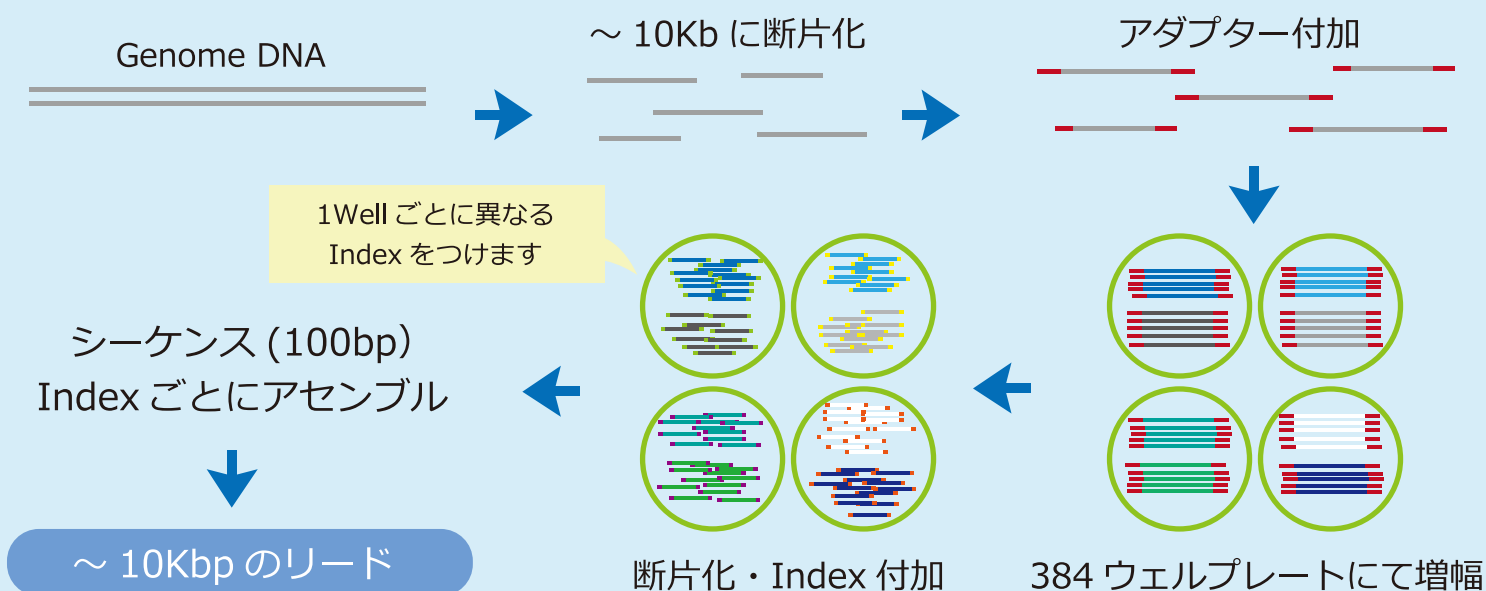 Genome DNA
～ 10Kb に断片化
アダプター付加
1Well ごとに異なる
Index をつけます
384 ウェルプレートにて増幅
断片化・Index 付加
シーケンス (100bp）
Index ごとにアセンブル
～ 10Kbp のリード